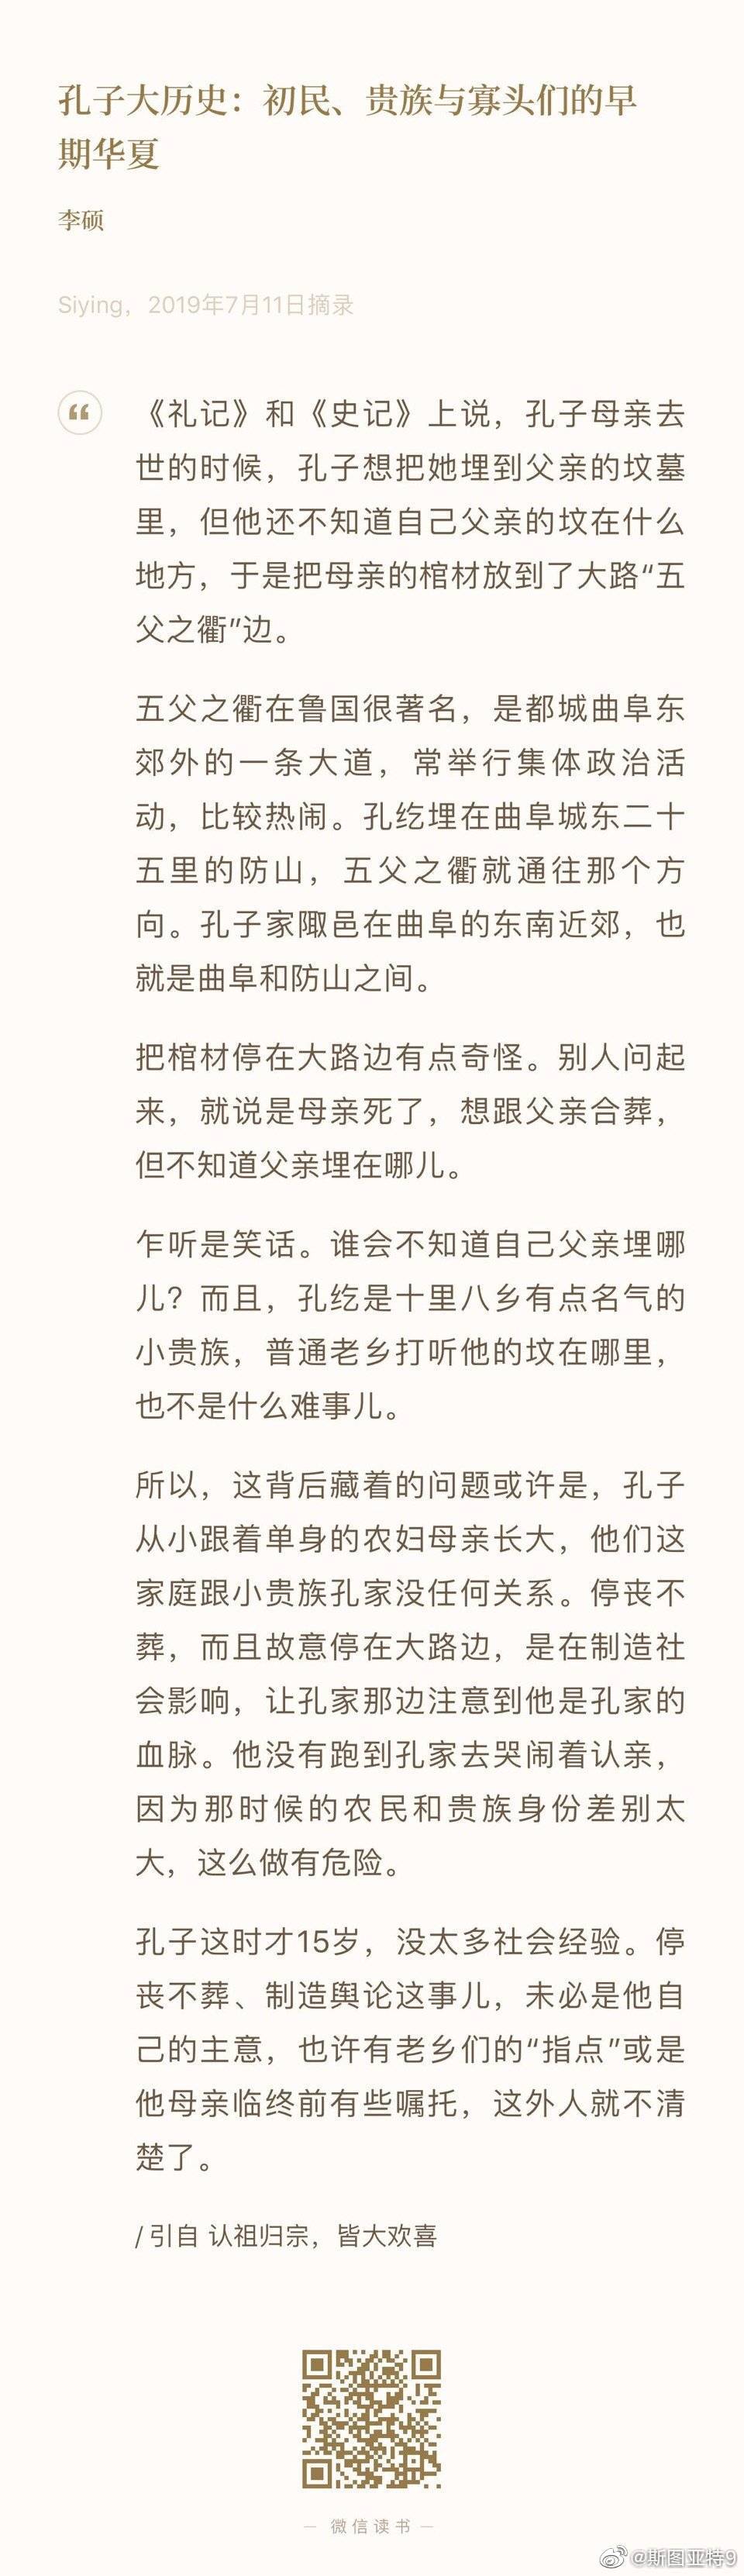 孔子大历史：初民、贵族与寡头们的早
期华夏
李硕
Siying，2019年7月11日摘录
《礼记》和《史记》上说，孔子母亲去
世的时候，孔子想把她埋到父亲的坟墓
里，但他还不知道自己父亲的坟在什么
地方，于是把母亲的棺材放到了大路“五
父之衢”边。
五父之衢在鲁国很著名，是都城曲阜东
郊外的一条大道，常举行集体政治活
动，比较热闹。孔纥埋在曲阜城东二十
五里的防山，五父之衢就通往那个方
向。孔子家陬邑在曲阜的东南近郊，也
就是曲阜和防山之间。
把棺材停在大路边有点奇怪。别人问起
来，就说是母亲死了，想跟父亲合葬，
但不知道父亲埋在哪儿。
乍听是笑话。谁会不知道自己父亲埋哪
儿？而且，孔纥是十里八乡有点名气的
小贵族，普通老乡打听他的坟在哪里，
也不是什么难事儿。
所以，这背后藏着的问题或许是，孔子
从小跟着单身的农妇母亲长大，他们这
家庭跟小贵族孔家没任何关系。停丧不
葬，而且故意停在大路边，是在制造社
会影响，让孔家那边注意到他是孔家的
血脉。他没有跑到孔家去哭闹着认亲，
因为那时候的农民和贵族身份差别太
大，这么做有危险。
孔子这时才15岁，没太多社会经验。停
丧不葬、制造舆论这事儿，未必是他自
己的主意，也许有老乡们的“指点”或是
他母亲临终前有些嘱托，这外人就不清
楚了。
/ 引自 认祖归宗，皆大欢喜
— 微信读书 —
@斯图亚特9